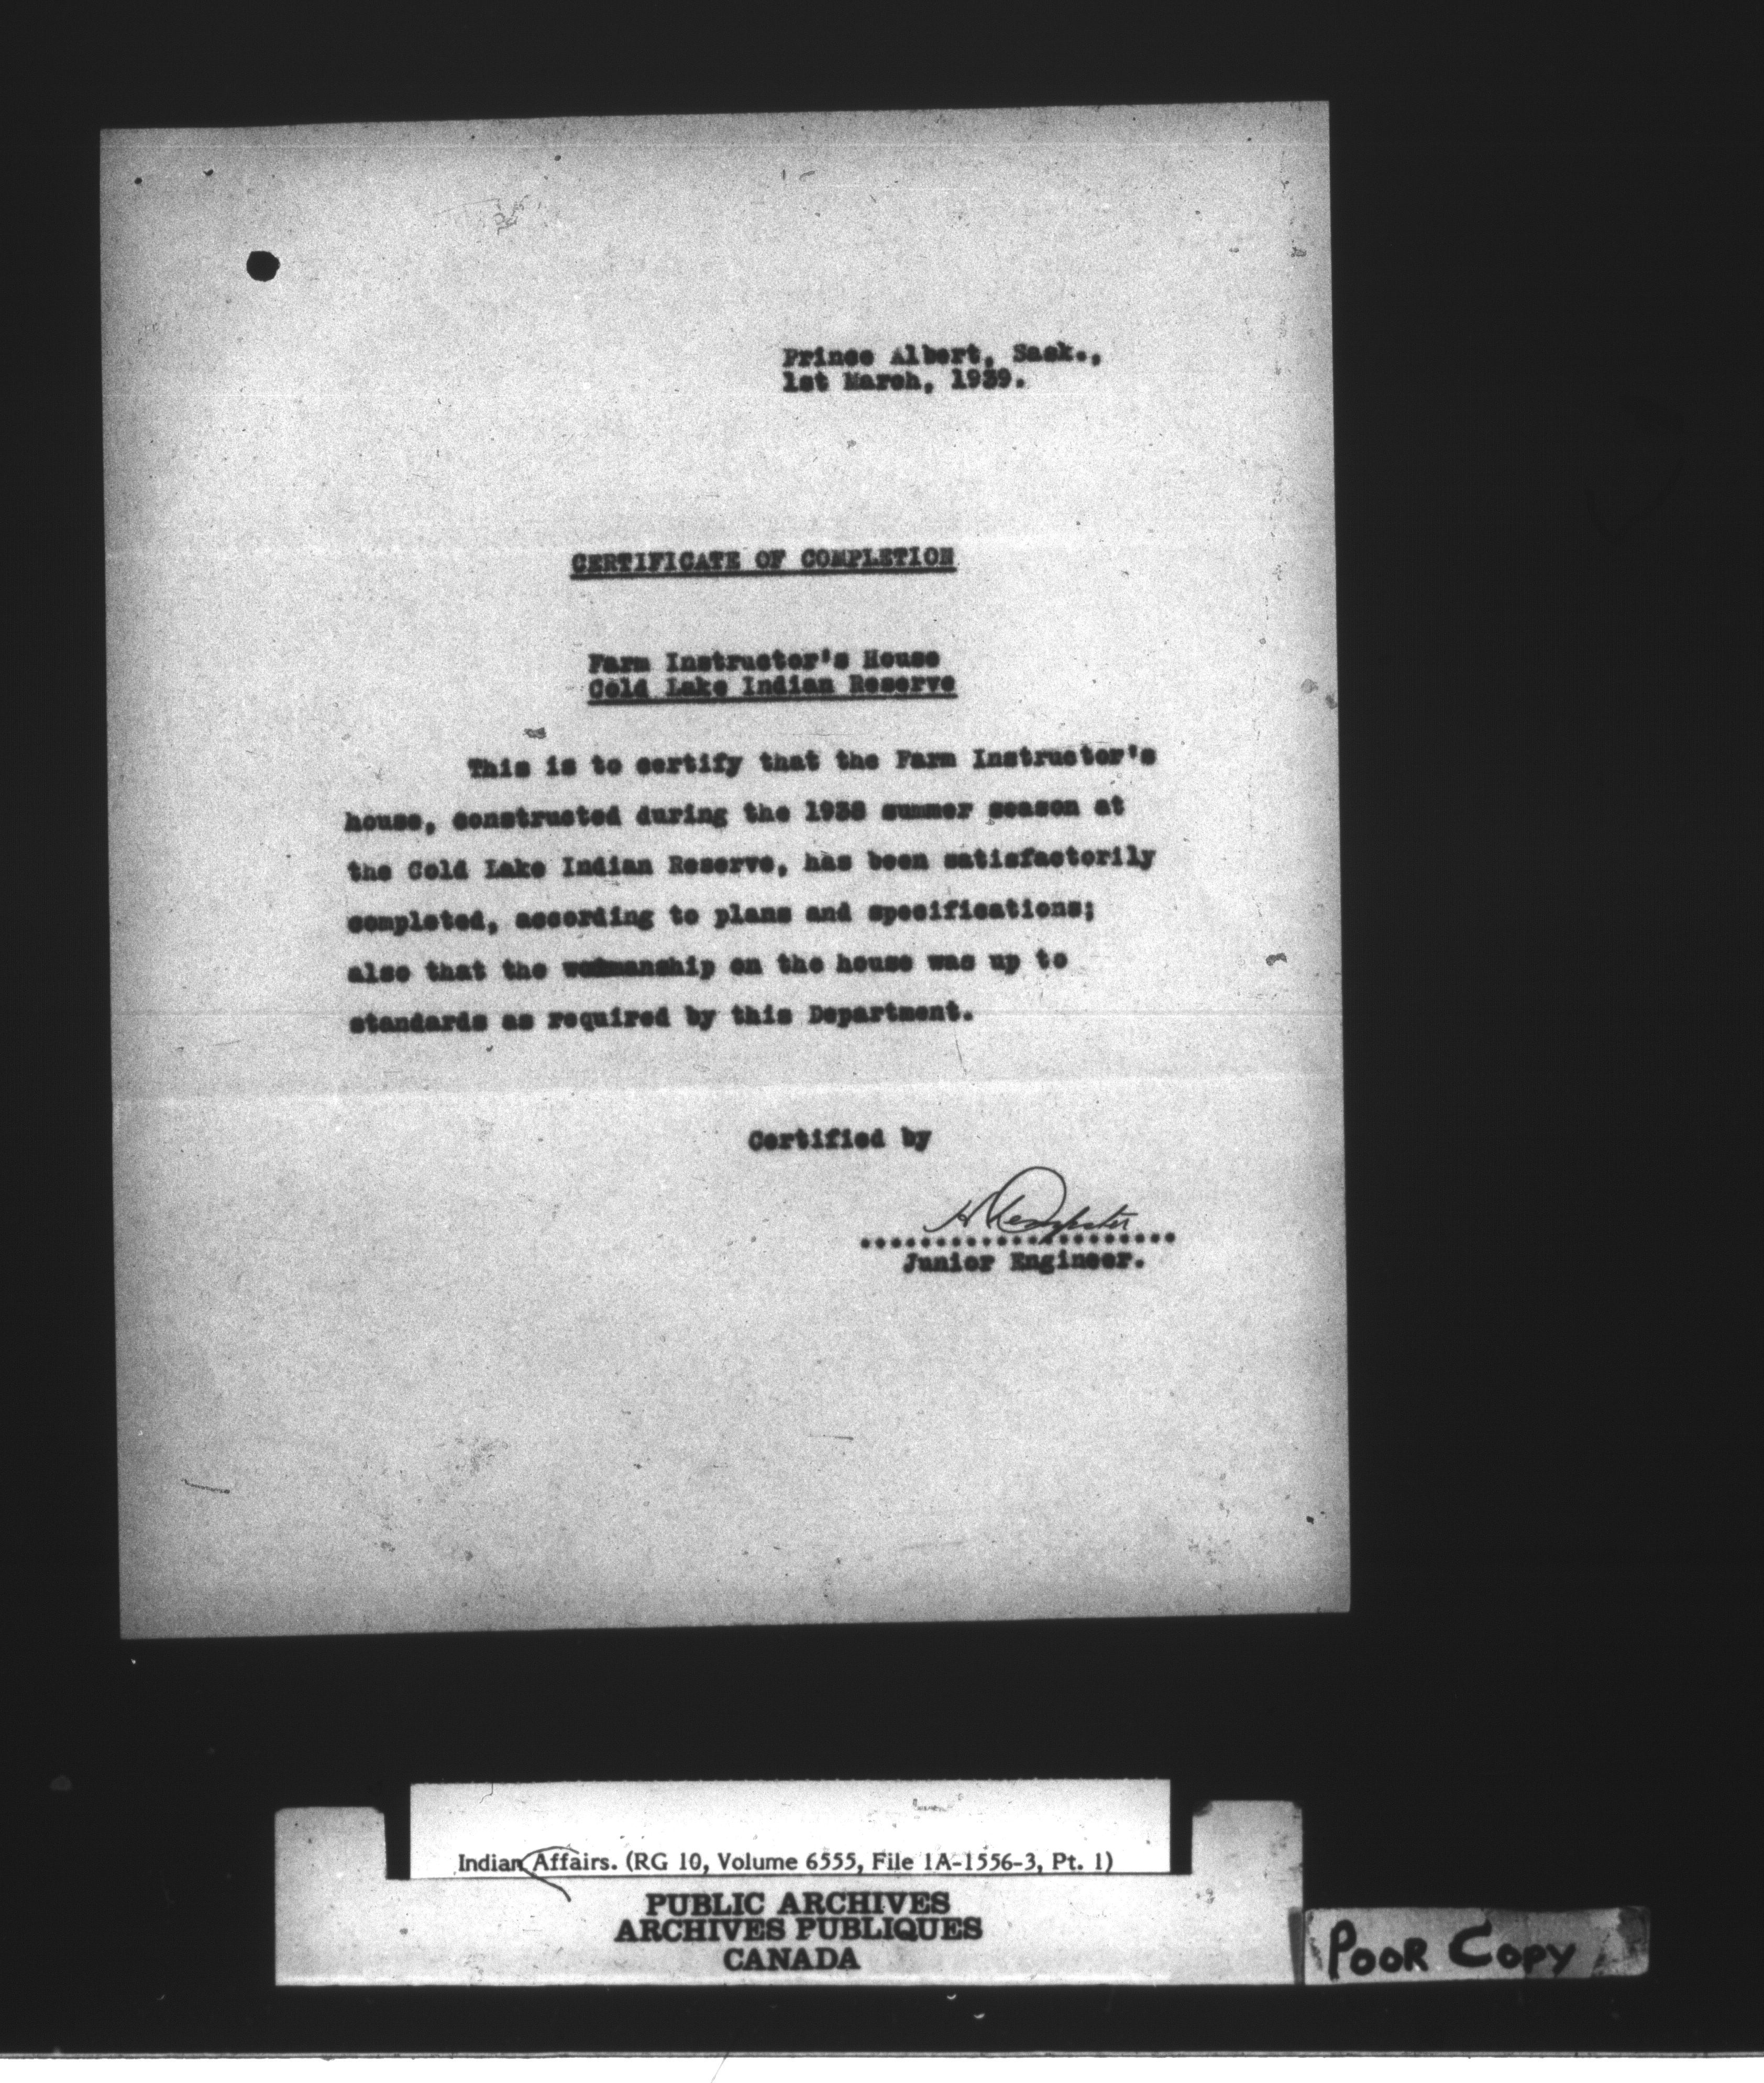 Prince Albert, Sask.,
1st March, 1939.
CERTIFICATE OF COMPLETION
Farm Instructor's House
Cold Lake Indian Reserve
This is to certify that the Farm Instructor's
house, constructed during the 1938 summer season at
the Cold Lake Indian Reserve, has been satisfactorily
completed, according to plans and specifications;
also that the workmanship on the house was up to
standards as required by this Department.
Certified by
Junior Engineer.
Indian Affairs. (RG 10, Volume 6555, File 1A-1556-3, Pt. 1)
PUBLIC ARCHIVES
ARCHIVES PUBLIQUES
CANADA
POOR COPY